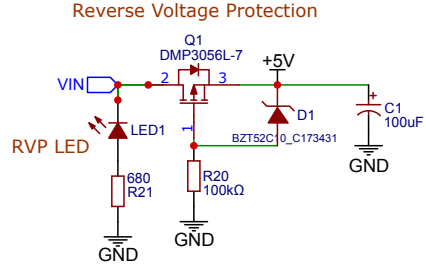 Reverse Voltage Protection
Q1
DMP3056L-7
+5V
VIN
2
3
1
LED1
RVP LED
D1
BZT52C10_C173431
+
C1
100uF
GND
680
R21
R20
100kΩ
GND
GND